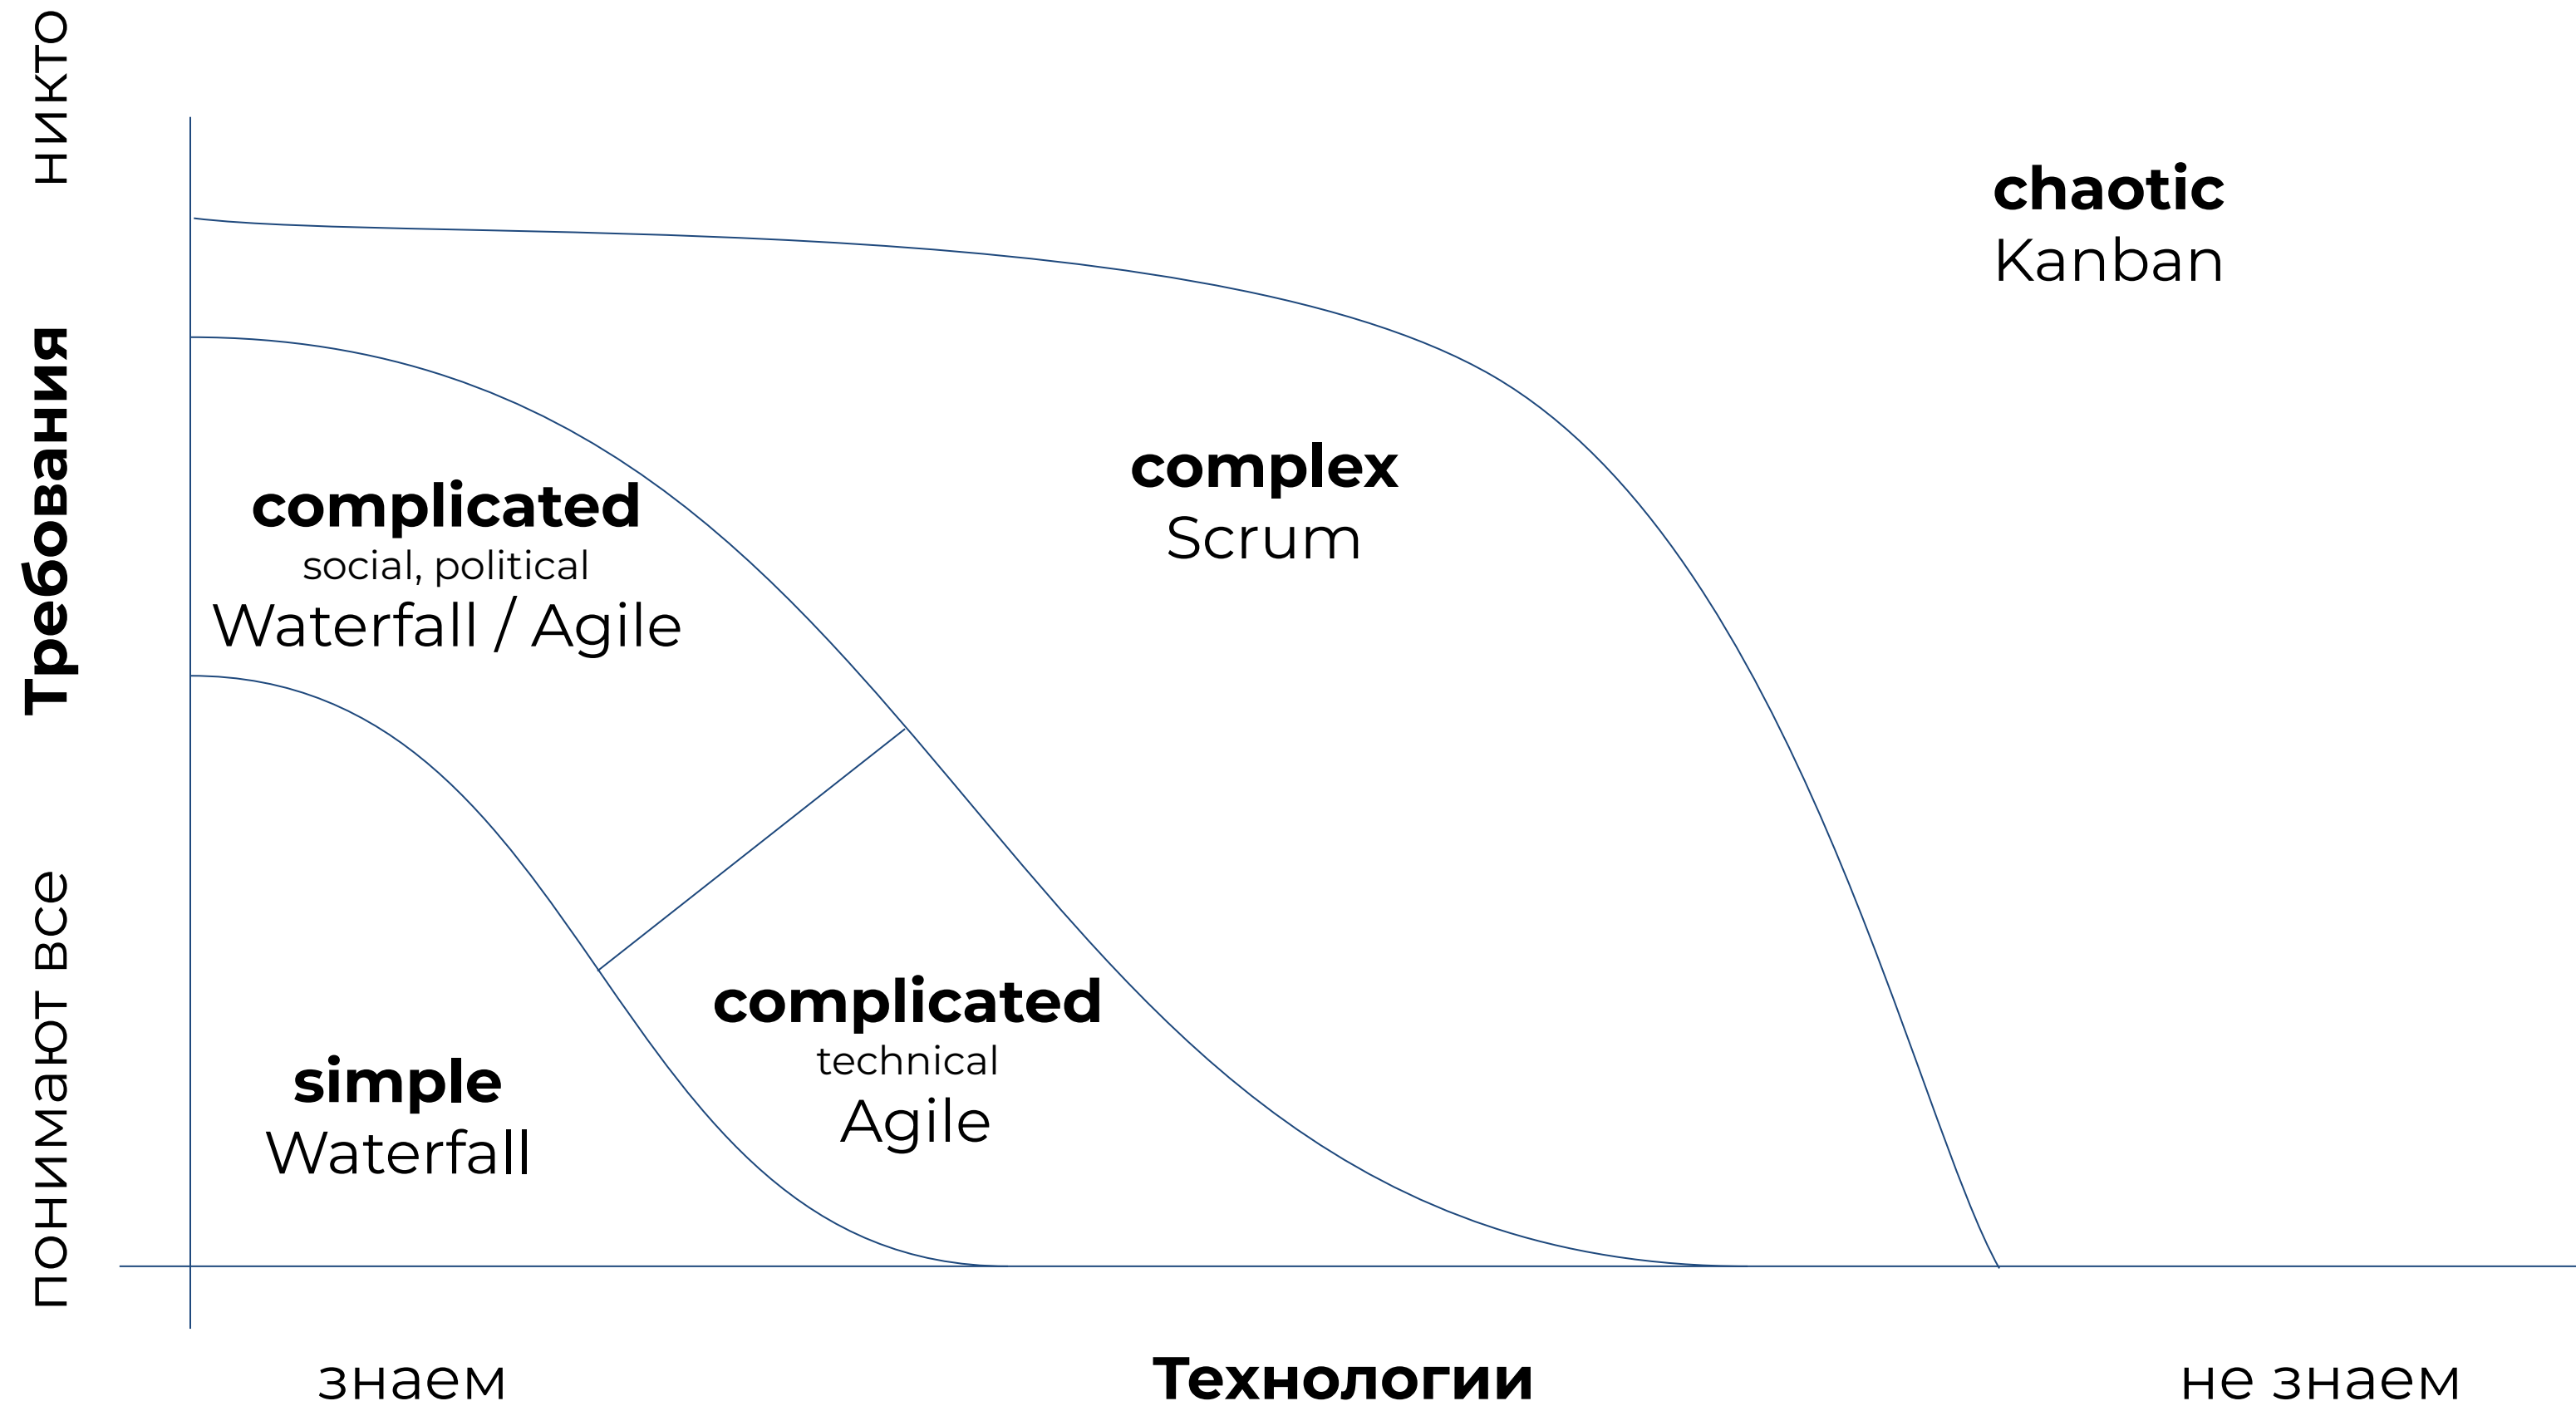 никто
Требования
понимают все
chaotic
Kanban
complex
Scrum
complicated
social, political
Waterfall / Agile
complicated
technical
Agile
simple
Waterfall
знаем
Технологии
не знаем